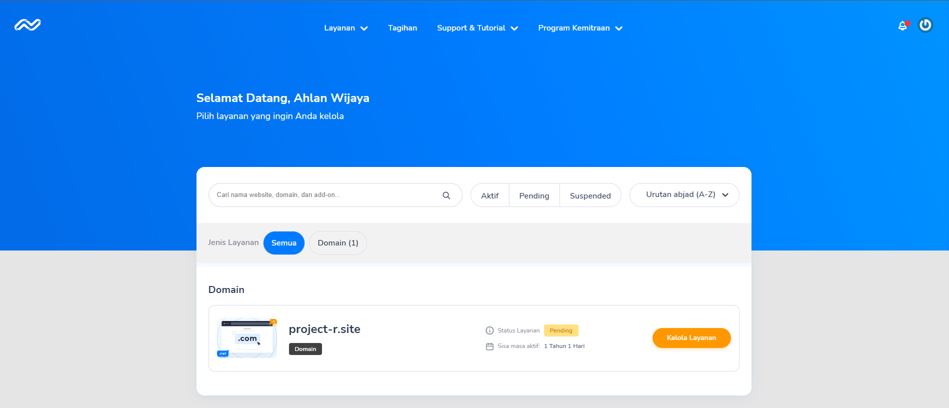 Layanan Tagihan Support & Tutorial Program Kemitraan
Selamat Datang, Ahlan Wijaya
Pilih layanan yang ingin Anda kelola
Cari nama website, domain, dan add-on... Aktif Pending Suspended Urutan abjad (A-Z)
Jenis Layanan Semua Domain (1)
Domain
.com
project-r.site
Domain
Status Layanan Pending
Sisa masa aktif: 1 Tahun 1 Hari
Kelola Layanan